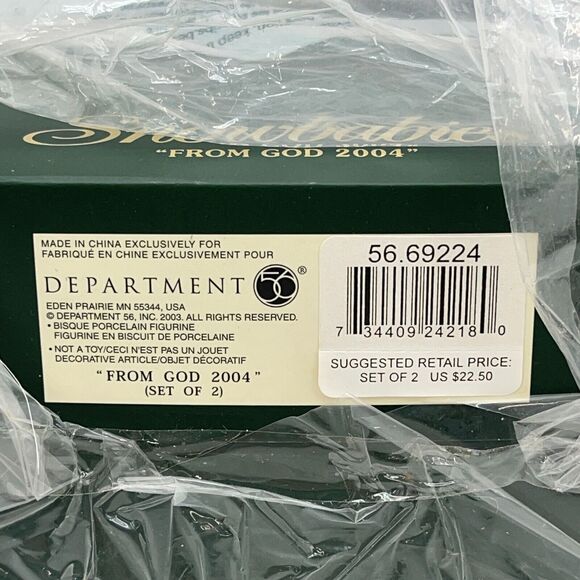 Snowbabies
"FROM GOD 2004"
MADE IN CHINA EXCLUSIVELY FOR
FABRIQUÉ EN CHINE EXCLUSIVEMENT POUR
DEPARTMENT 56®
EDEN PRAIRIE MN 55344, USA
© DEPARTMENT 56, INC. 2003. ALL RIGHTS RESERVED.
• BISQUE PORCELAIN FIGURINE
FIGURINE EN BISCUIT DE PORCELAINE
• NOT A TOY/CECI N'EST PAS UN JOUET
DECORATIVE ARTICLE/OBJET DÉCORATIF
"FROM GOD 2004"
(SET OF 2)
56.69224
7 34409 24218 0
SUGGESTED RETAIL PRICE:
SET OF 2 US $22.50